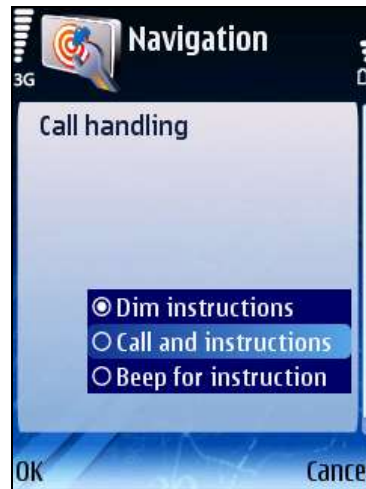 Navigation
3G
Call handling
Dim instructions
Call and instructions
Beep for instruction
OK
Cance